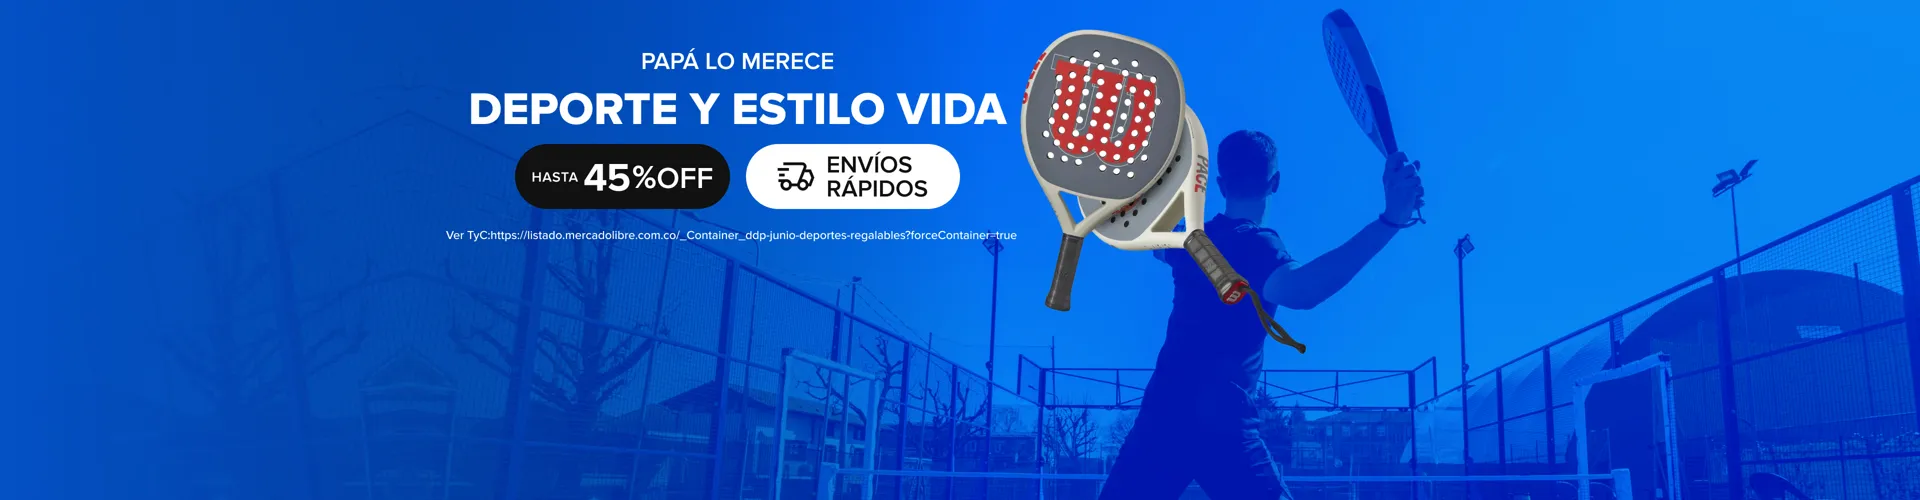 PAPÁ LO MERECE
DEPORTE Y ESTILO VIDA
HASTA 45%OFF
ENVÍOS
RÁPIDOS
Ver TyC:https://listado.mercadolibre.com.co/_Container_ddp-junio-deportes-regalables?forceContainer=true
W
PACE